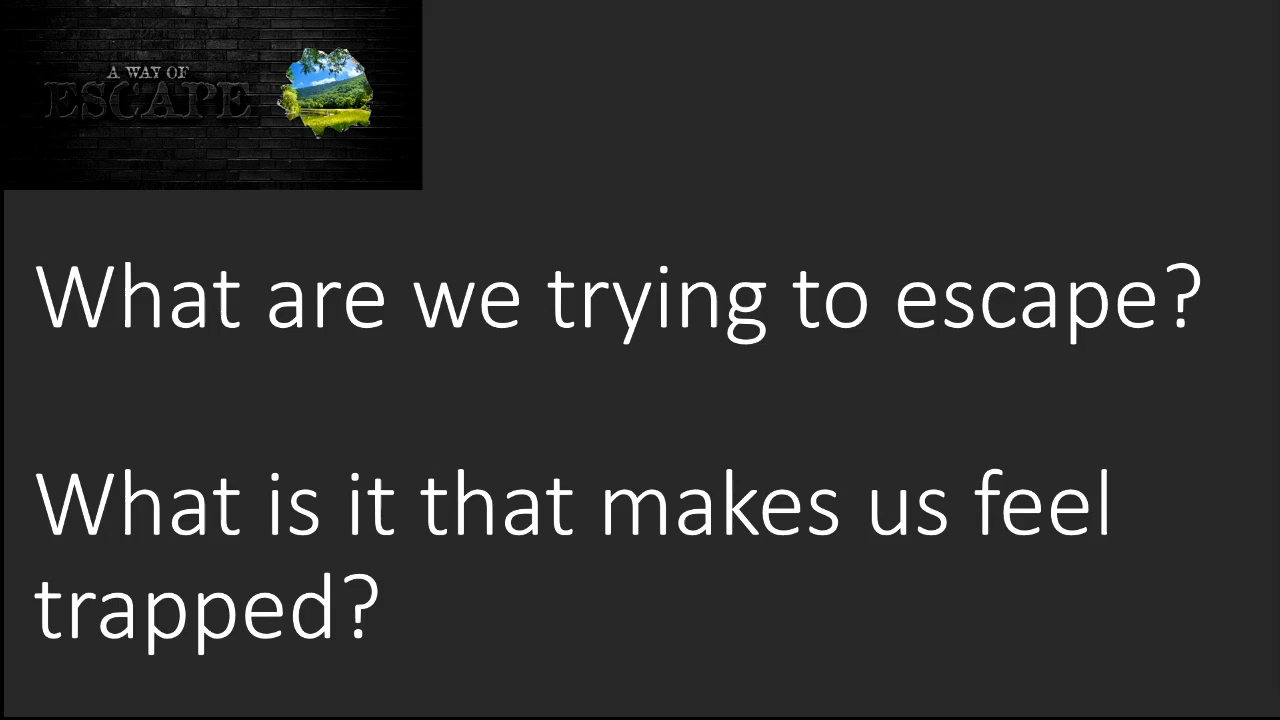 A WAY OF
ESCAPE
What are we trying to escape?
What is it that makes us feel
trapped?